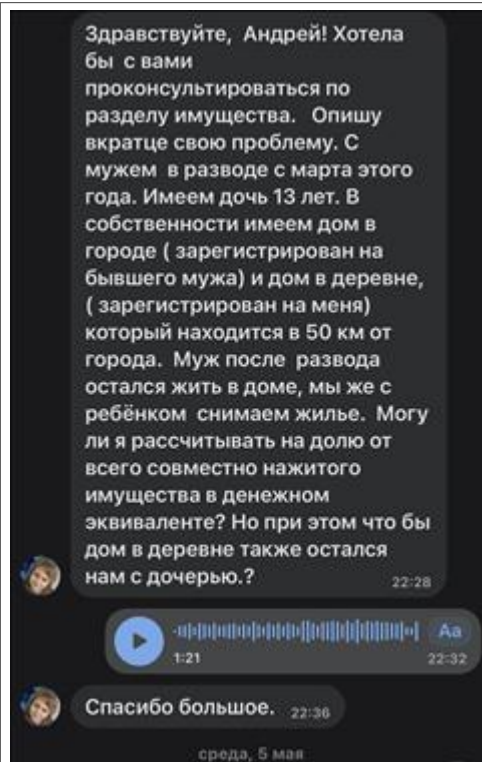 Здравствуйте, Андрей! Хотела
бы с вами
проконсультироваться по
разделу имущества. Опишу
вкратце свою проблему. С
мужем в разводе с марта этого
года. Имеем дочь 13 лет. В
собственности имеем дом в
городе ( зарегистрирован на
бывшего мужа) и дом в деревне,
( зарегистрирован на меня)
который находится в 50 км от
города. Муж после развода
остался жить в доме, мы же с
ребёнком снимаем жилье. Могу
ли я рассчитывать на долю от
всего совместно нажитого
имущества в денежном
эквиваленте? Но при этом что бы
дом в деревне также остался
нам с дочерью.?
22:28
Aa
1:21
22:32
Спасибо большое. 22:36
среда, 5 мая